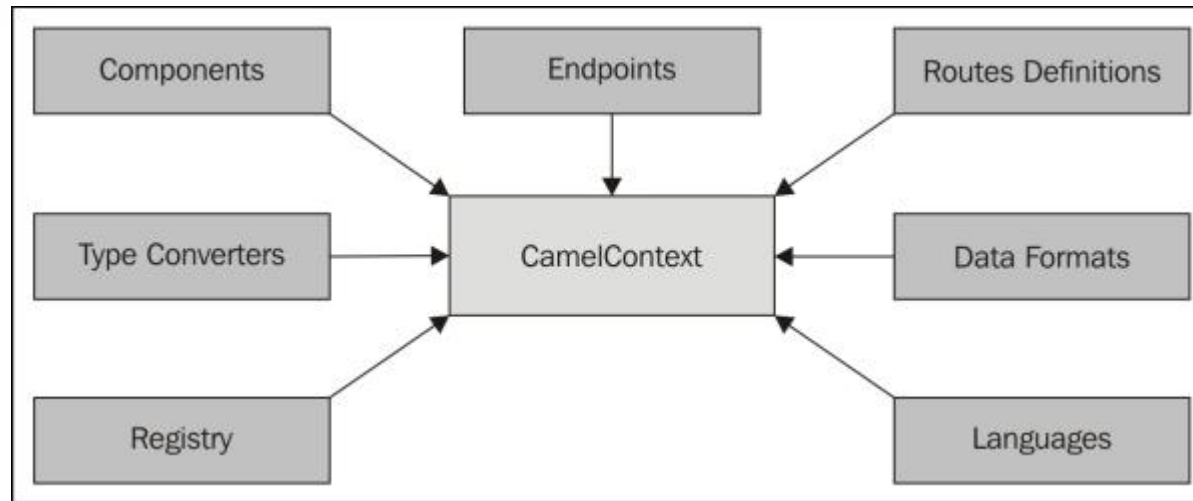 Components
Endpoints
Routes Definitions
Type Converters
CamelContext
Data Formats
Registry
Languages